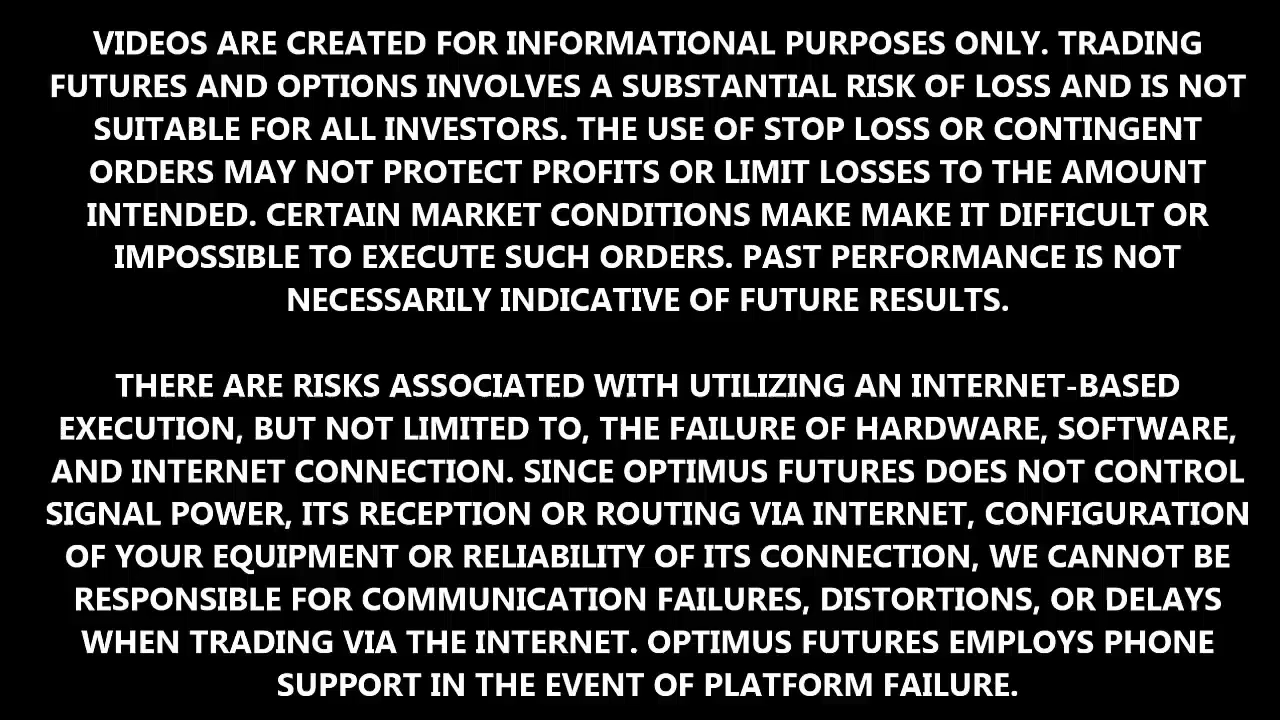 VIDEOS ARE CREATED FOR INFORMATIONAL PURPOSES ONLY. TRADING
FUTURES AND OPTIONS INVOLVES A SUBSTANTIAL RISK OF LOSS AND IS NOT
SUITABLE FOR ALL INVESTORS. THE USE OF STOP LOSS OR CONTINGENT
ORDERS MAY NOT PROTECT PROFITS OR LIMIT LOSSES TO THE AMOUNT
INTENDED. CERTAIN MARKET CONDITIONS MAKE MAKE IT DIFFICULT OR
IMPOSSIBLE TO EXECUTE SUCH ORDERS. PAST PERFORMANCE IS NOT
NECESSARILY INDICATIVE OF FUTURE RESULTS.
THERE ARE RISKS ASSOCIATED WITH UTILIZING AN INTERNET-BASED
EXECUTION, BUT NOT LIMITED TO, THE FAILURE OF HARDWARE, SOFTWARE,
AND INTERNET CONNECTION. SINCE OPTIMUS FUTURES DOES NOT CONTROL
SIGNAL POWER, ITS RECEPTION OR ROUTING VIA INTERNET, CONFIGURATION
OF YOUR EQUIPMENT OR RELIABILITY OF ITS CONNECTION, WE CANNOT BE
RESPONSIBLE FOR COMMUNICATION FAILURES, DISTORTIONS, OR DELAYS
WHEN TRADING VIA THE INTERNET. OPTIMUS FUTURES EMPLOYS PHONE
SUPPORT IN THE EVENT OF PLATFORM FAILURE.